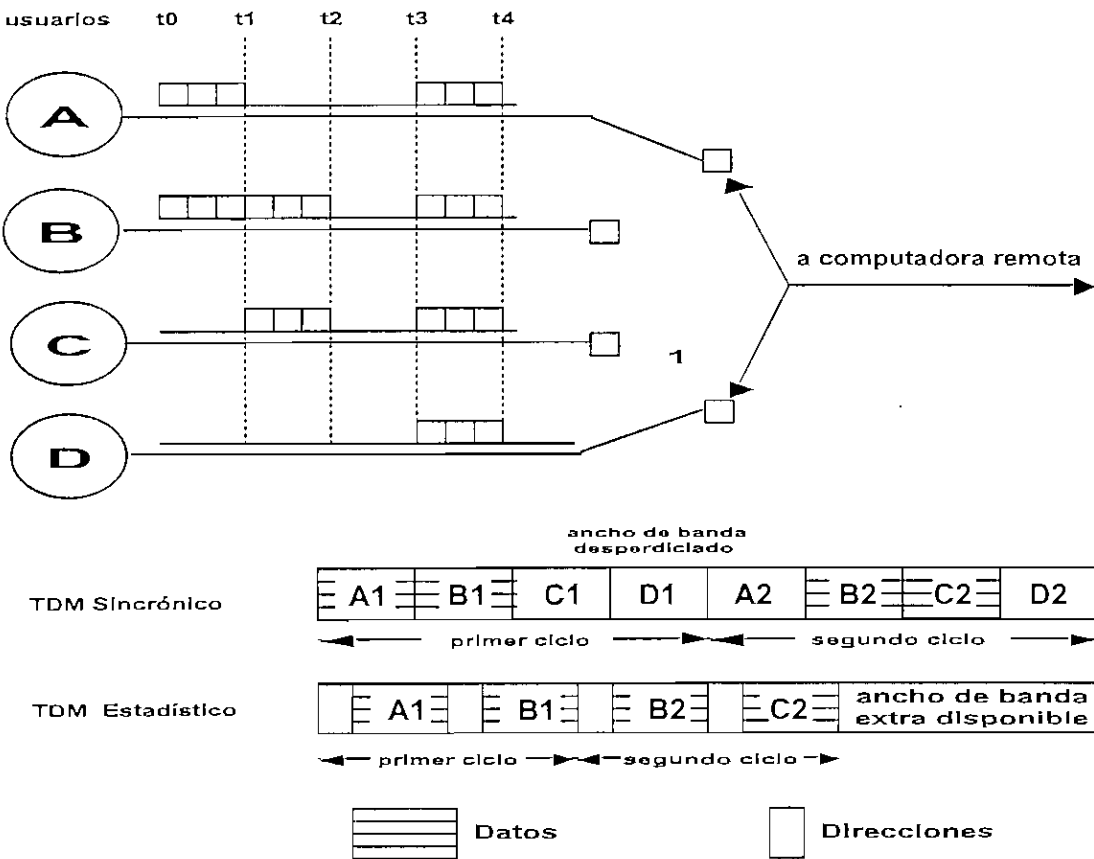 usuarios t0 t1 t2 t3 t4
A
B
a computadora remota
C
1
D
ancho de banda
desperdiciado
TDM Sincrónico A1 B1 C1 D1 A2 B2 C2 D2
primer ciclo segundo ciclo
TDM Estadístico A1 B1 B2 C2 ancho de banda
extra disponible
primer ciclo segundo ciclo
Datos Direcciones